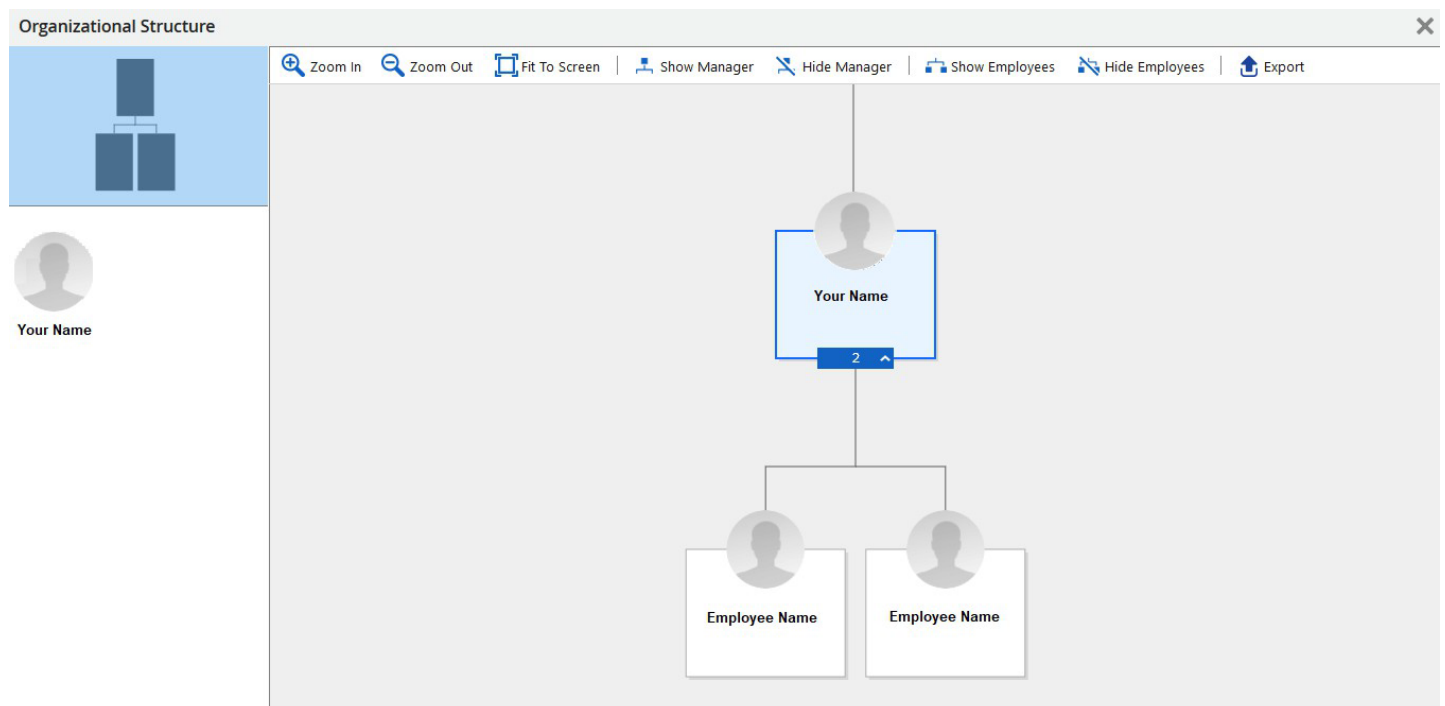 Organizational Structure
Zoom In Zoom Out Fit To Screen Show Manager Hide Manager Show Employees Hide Employees Export
Your Name
Your Name
2
Employee Name Employee Name